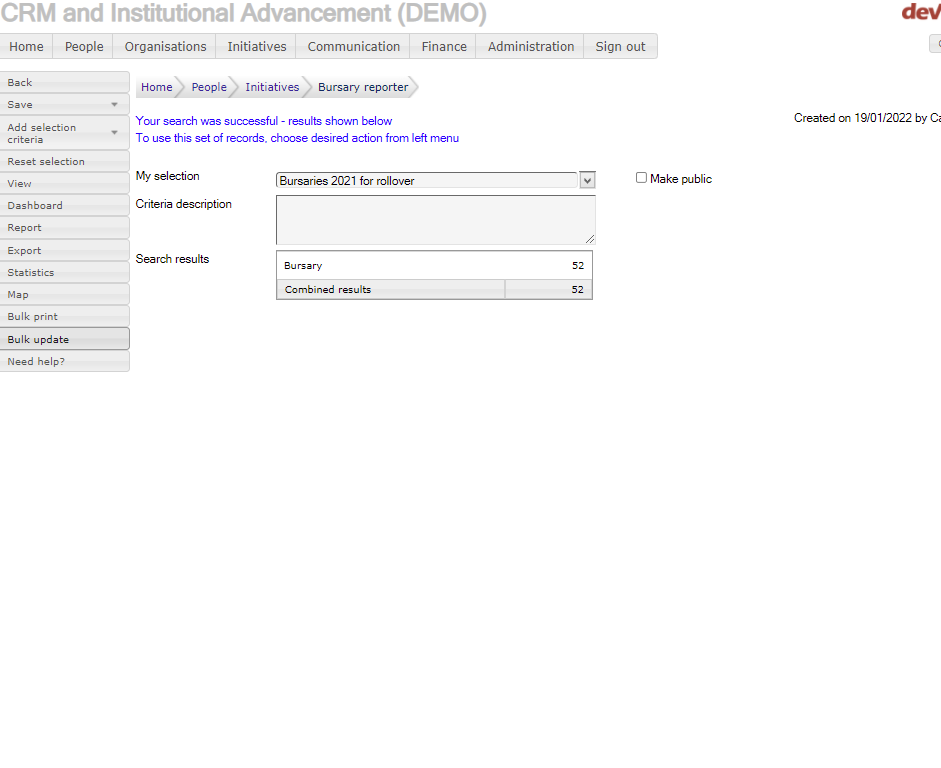 CRM and Institutional Advancement (DEMO)
dev
Home People Organisations Initiatives Communication Finance Administration Sign out
Back
Save
Add selection
criteria
Reset selection
View
Dashboard
Report
Export
Statistics
Map
Bulk print
Bulk update
Need help?
Home People Initiatives Bursary reporter
Your search was successful - results shown below
To use this set of records, choose desired action from left menu
Created on 19/01/2022 by Ca
My selection
Bursaries 2021 for rollover
Make public
Criteria description
Search results
Bursary 52
Combined results 52